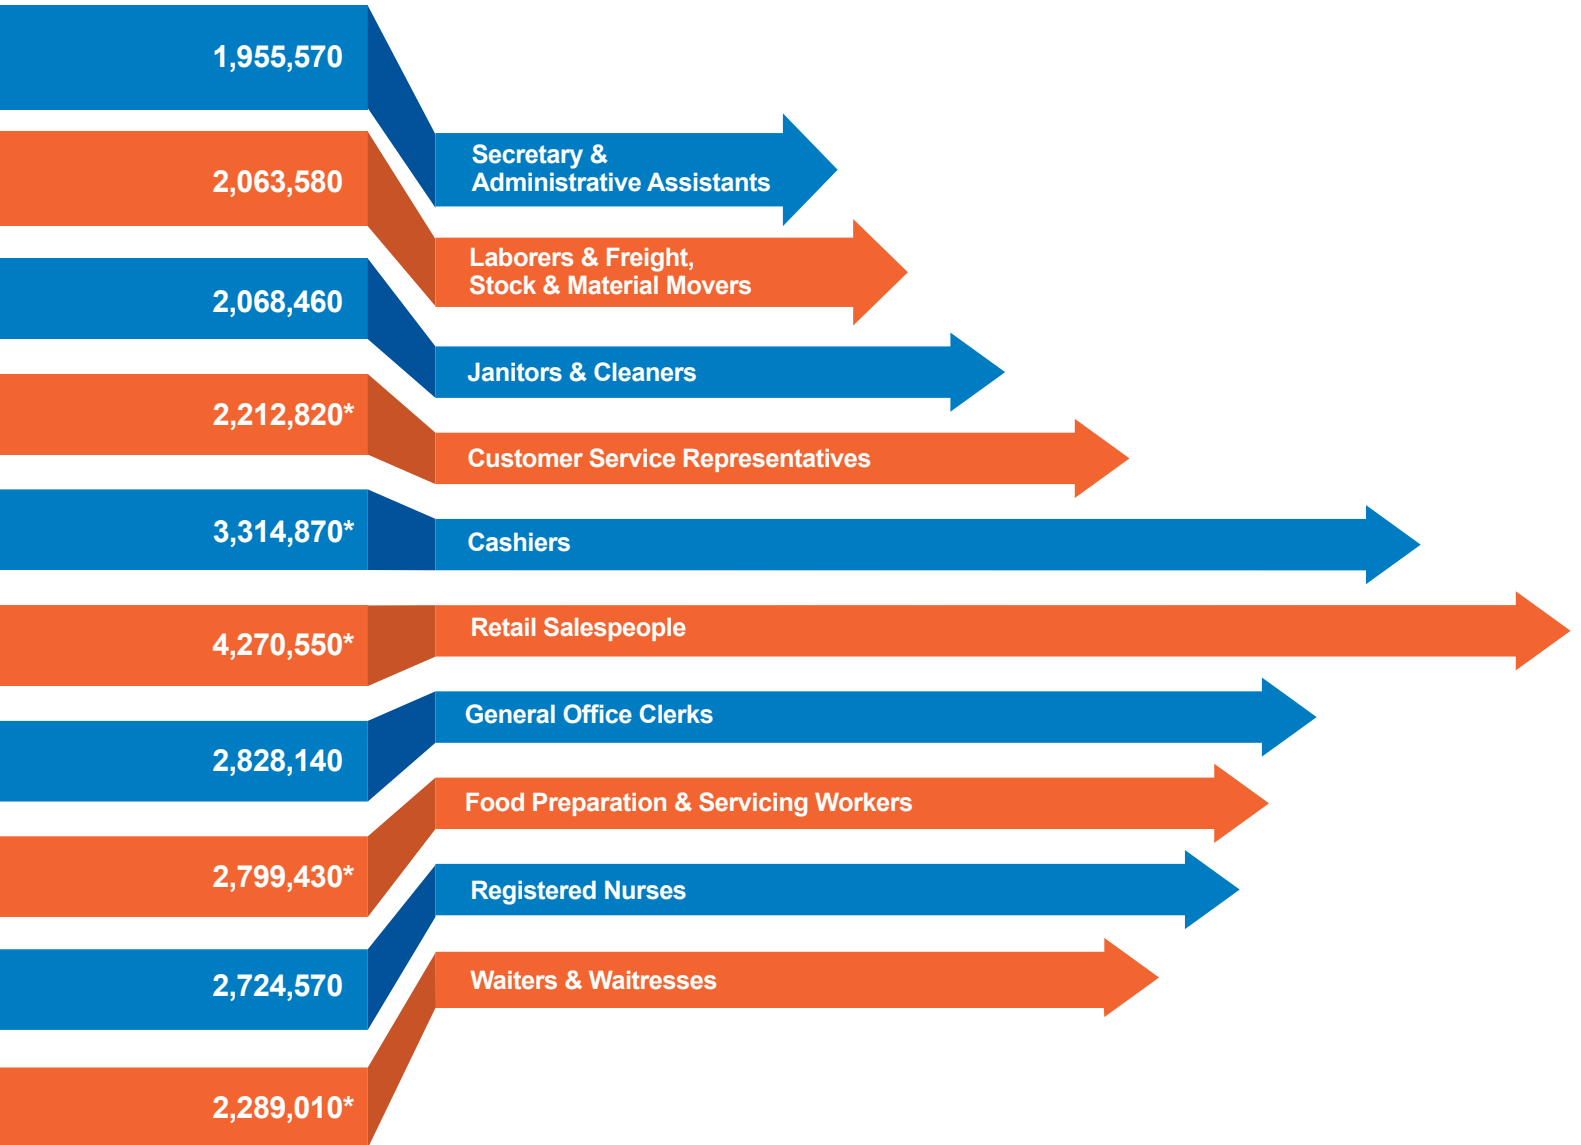 1,955,570
Secretary &
Administrative Assistants
2,063,580
Laborers & Freight,
Stock & Material Movers
2,068,460
Janitors & Cleaners
2,212,820*
Customer Service Representatives
3,314,870*
Cashiers
4,270,550*
Retail Salespeople
2,828,140
General Office Clerks
2,799,430*
Food Preparation & Servicing Workers
2,724,570
Registered Nurses
2,289,010*
Waiters & Waitresses